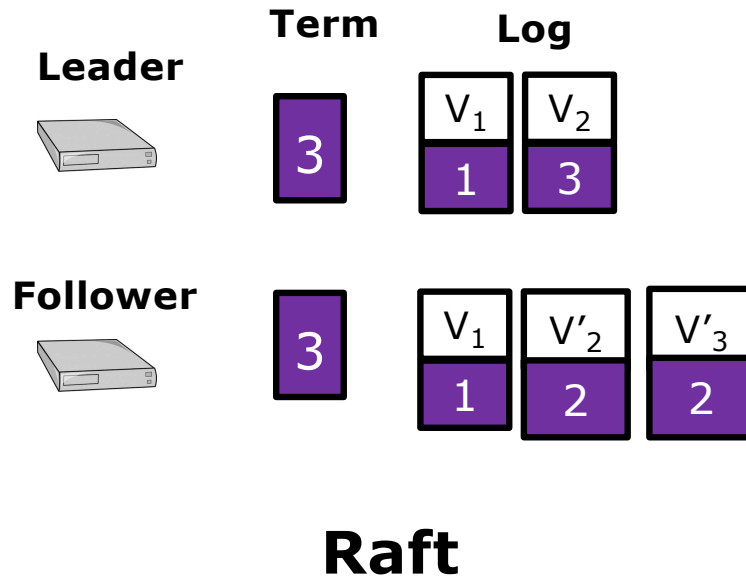 Term Log
Leader
3
V₁ V₂
1 3
Follower
3
V₁ V′₂ V′₃
1 2 2
Raft